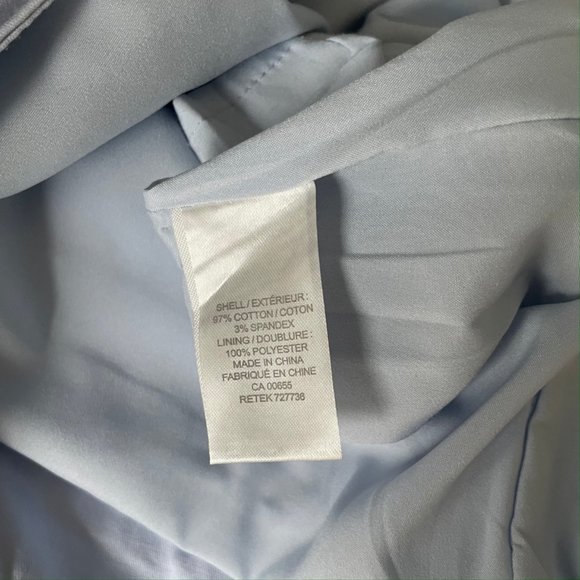 SHELL / EXTÉRIEUR :
97% COTTON / COTON
3% SPANDEX
LINING / DOUBLURE :
100% POLYESTER
MADE IN CHINA
FABRIQUÉ EN CHINE
CA 00655
RETEK 727736